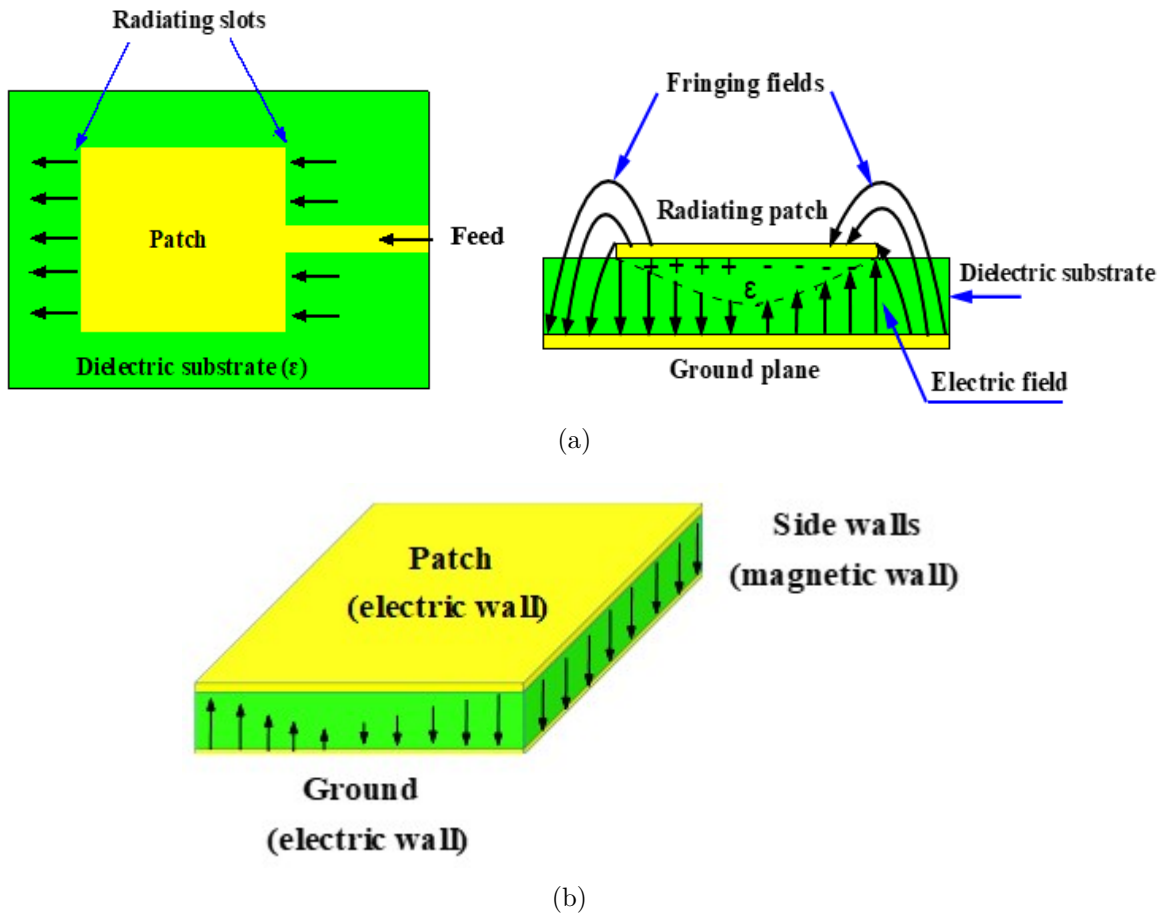 Radiating slots
Patch
Feed
Dielectric substrate (ε)
Fringing fields
Radiating patch
+ + + + - - - -
ε
Dielectric substrate
Ground plane
Electric field
(a)
Patch
(electric wall)
Side walls
(magnetic wall)
Ground
(electric wall)
(b)